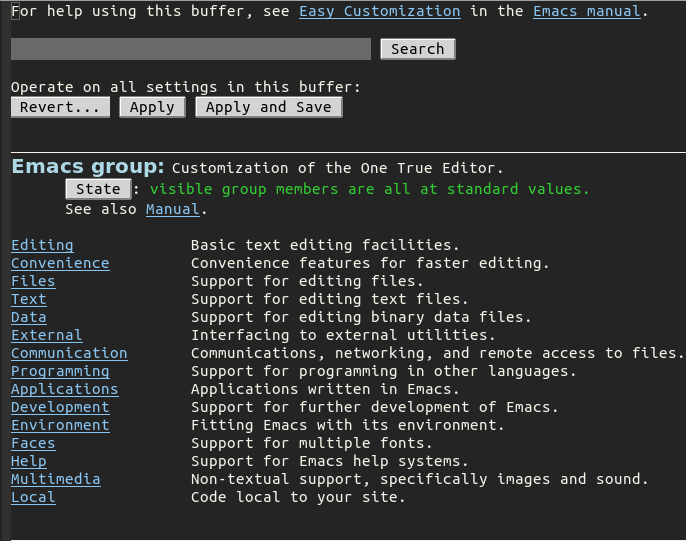 For help using this buffer, see Easy Customization in the Emacs manual.
Search
Operate on all settings in this buffer:
Revert... Apply Apply and Save
Emacs group: Customization of the One True Editor.
State : visible group members are all at standard values.
See also Manual.
Editing Basic text editing facilities.
Convenience Convenience features for faster editing.
Files Support for editing files.
Text Support for editing text files.
Data Support for editing binary data files.
External Interfacing to external utilities.
Communication Communications, networking, and remote access to files.
Programming Support for programming in other languages.
Applications Applications written in Emacs.
Development Support for further development of Emacs.
Environment Fitting Emacs with its environment.
Faces Support for multiple fonts.
Help Support for Emacs help systems.
Multimedia Non-textual support, specifically images and sound.
Local Code local to your site.